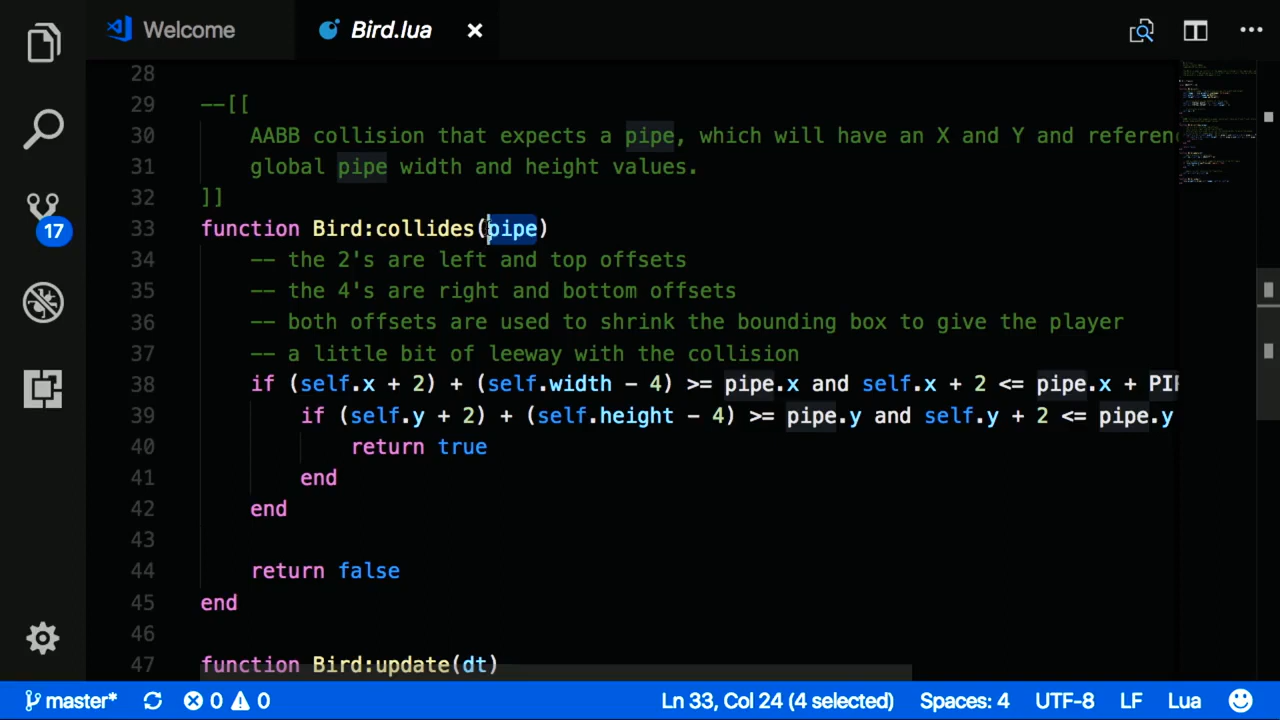 Welcome
Bird.lua
28
29 --[[
30 AABB collision that expects a pipe, which will have an X and Y and
31 global pipe width and height values.
32 ]]
33 function Bird:collides(pipe)
34 -- the 2's are left and top offsets
35 -- the 4's are right and bottom offsets
36 -- both offsets are used to shrink the bounding box to give the player
37 -- a little bit of leeway with the collision
38 if (self.x + 2) + (self.width - 4) >= pipe.x and self.x + 2 <= pipe.x +
39 if (self.y + 2) + (self.height - 4) >= pipe.y and self.y + 2 <= pipe.y
40 return true
41 end
42 end
43
44 return false
45 end
46
47 function Bird:update(dt)
17
master* 0 0 Ln 33, Col 24 (4 selected) Spaces: 4 UTF-8 LF Lua